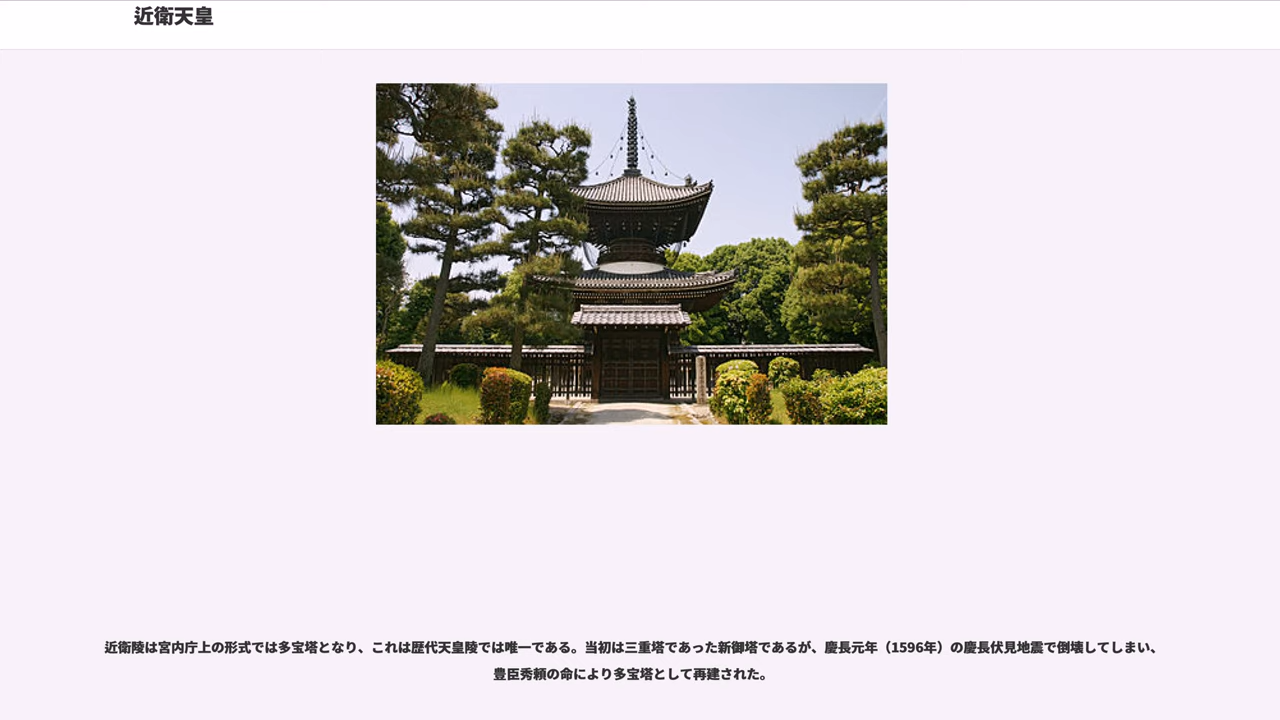 近衛天皇
近衛陵は宮内庁上の形式では多宝塔となり、これは歴代天皇陵では唯一である。当初は三重塔であった新御塔であるが、慶長元年（1596年）の慶長伏見地震で倒壊してしまい、
豊臣秀頼の命により多宝塔として再建された。